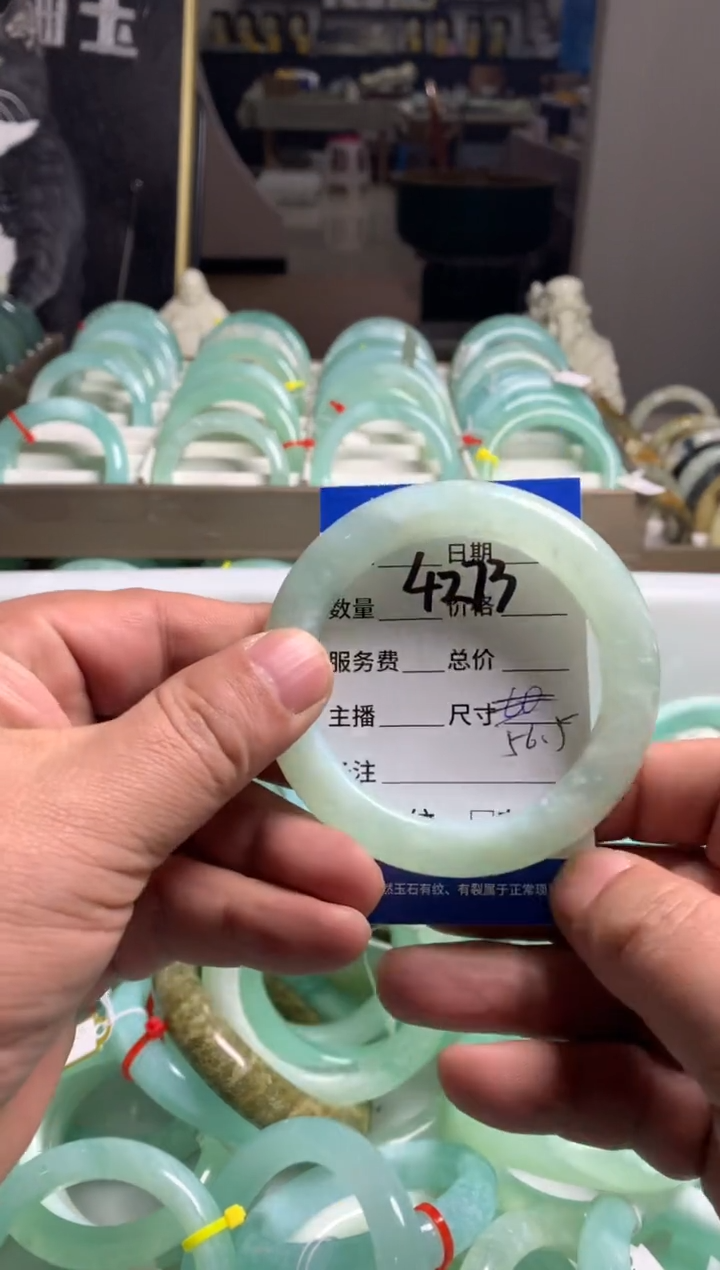 玉
日期
4273
数量 价格
服务费 总价
主播 尺寸 60
56.5
注
然玉石有纹、有裂属于正常现